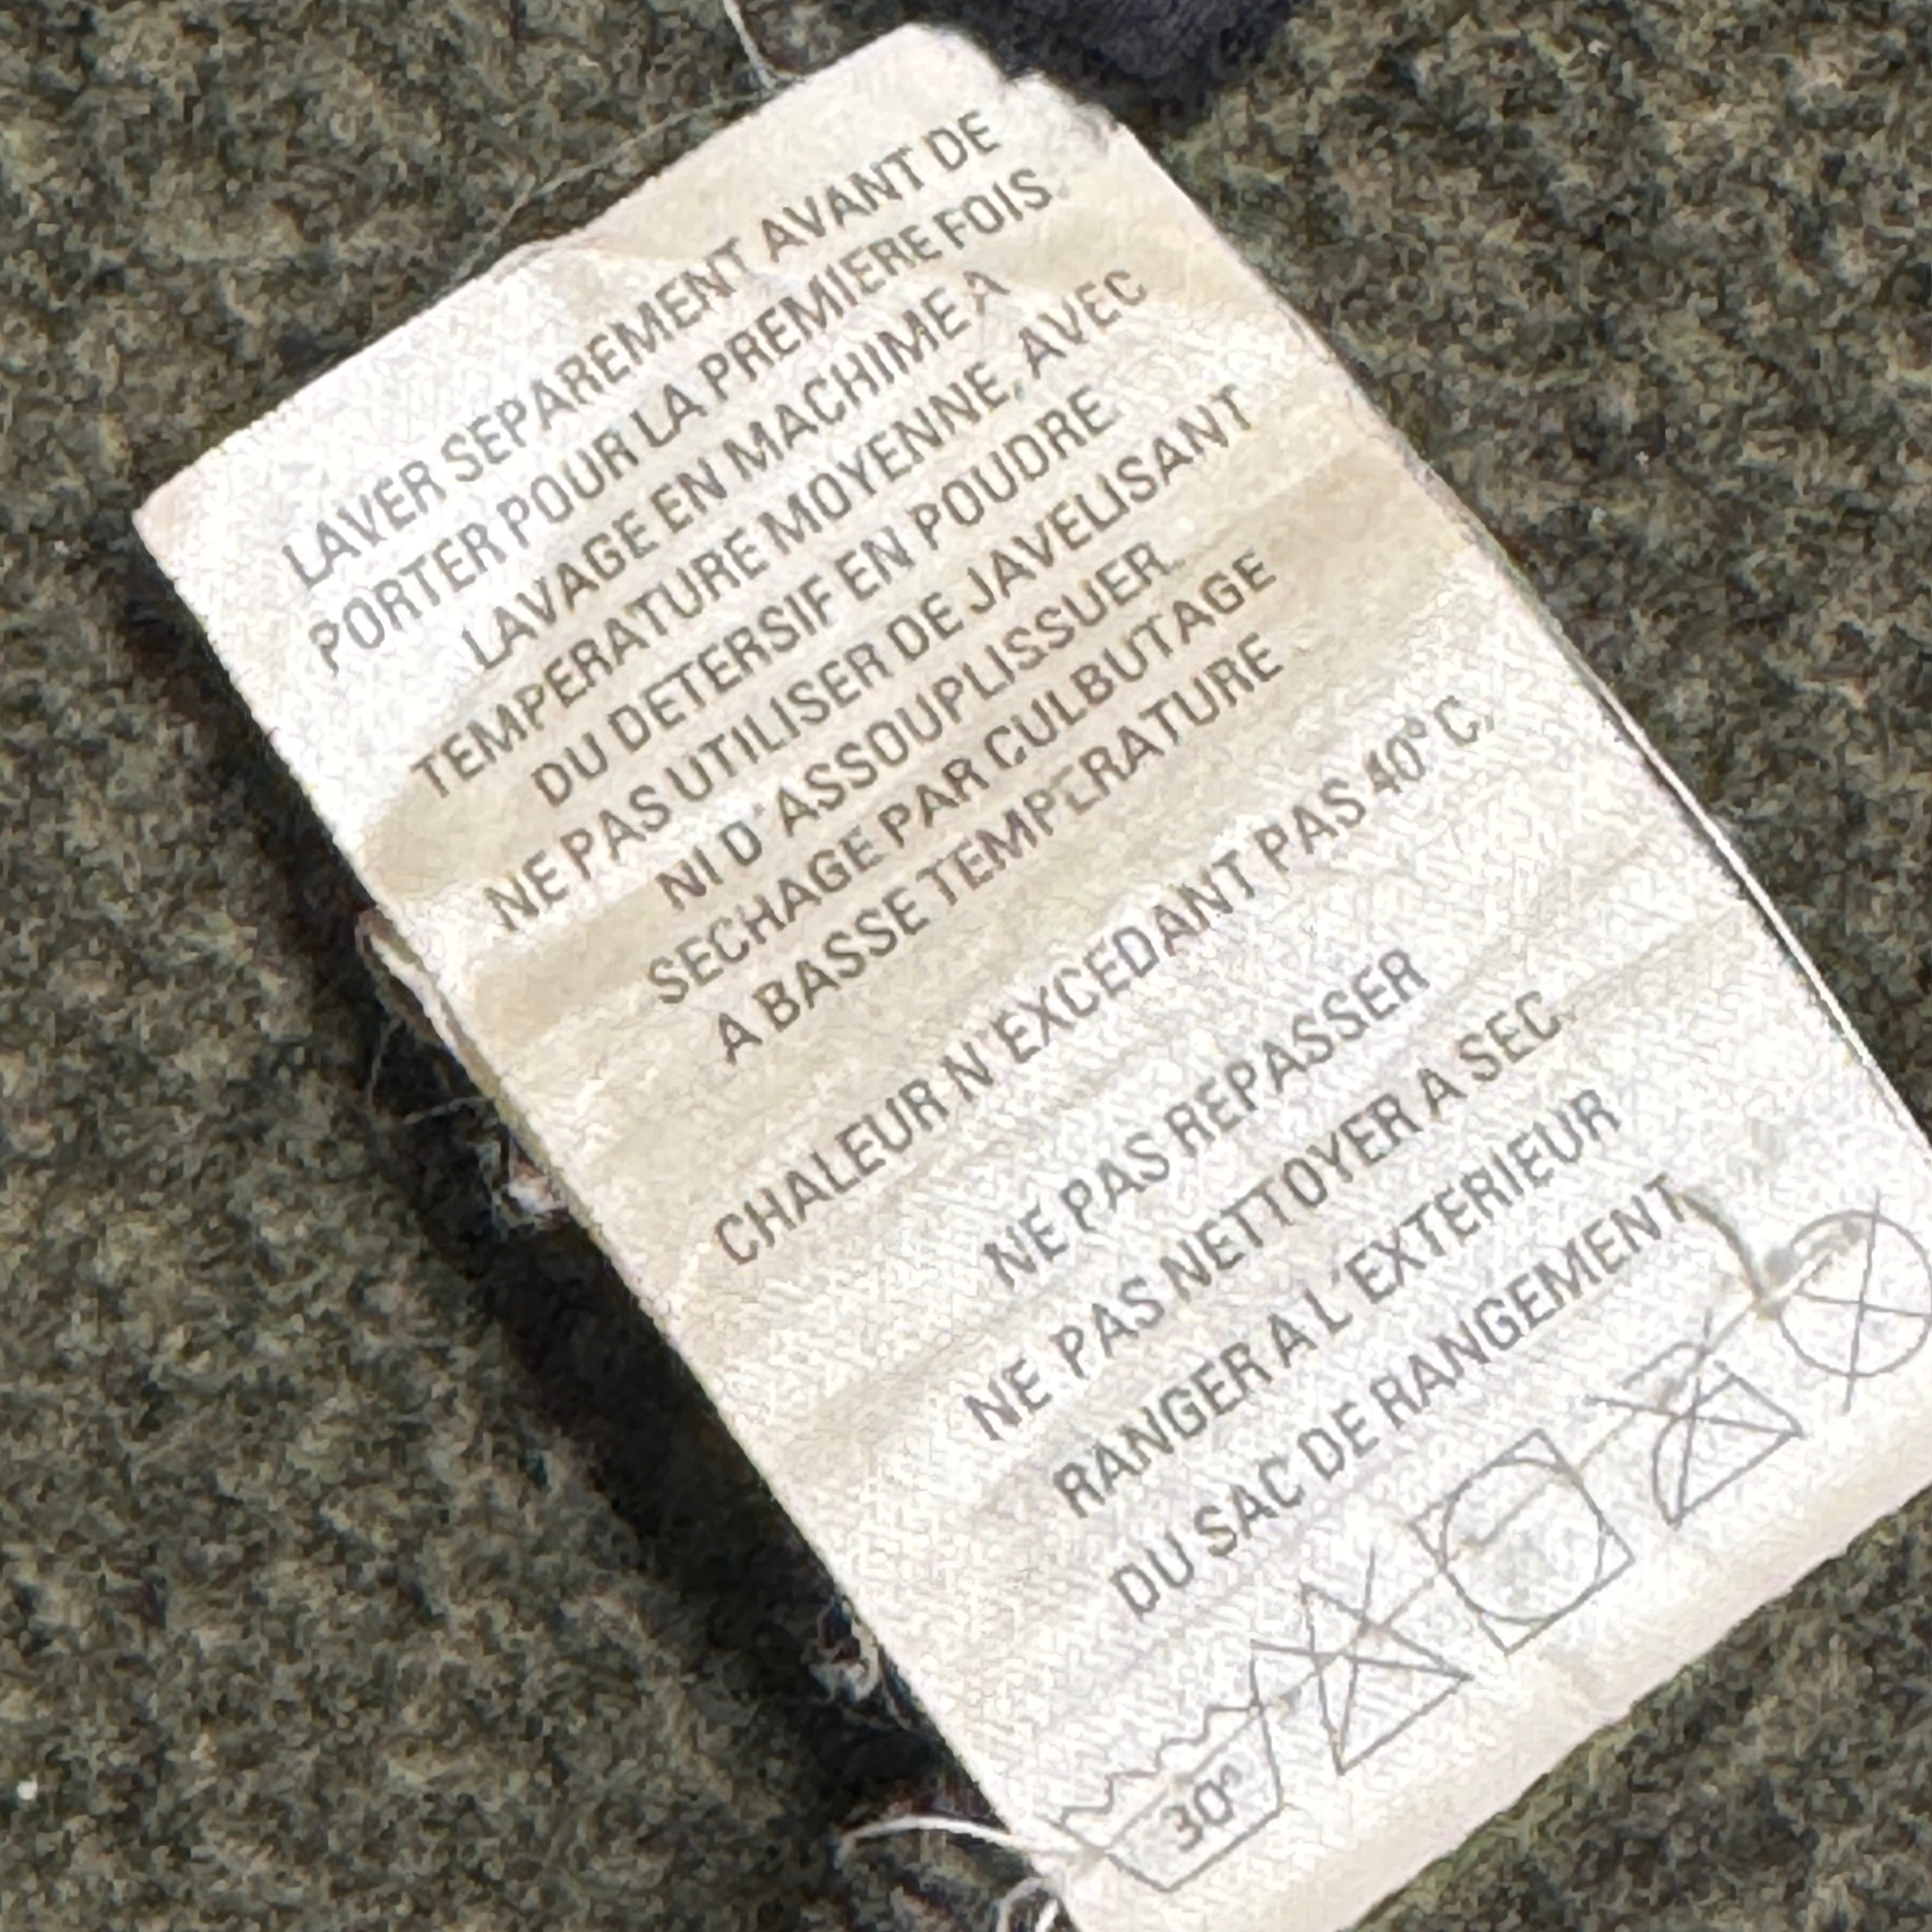 LAVER SEPAREMENT AVANT DE
PORTER POUR LA PREMIERE FOIS.
LAVAGE EN MACHIME A
TEMPERATURE MOYENNE, AVEC
DU DETERSIF EN POUDRE
NE PAS UTILISER DE JAVELISANT
NI D'ASSOUPLISSUER.
SECHAGE PAR CULBUTAGE
A BASSE TEMPERATURE
CHALEUR N'EXCEDANT PAS 40°C.
NE PAS REPASSER
NE PAS NETTOYER A SEC
RANGER A L'EXTERIEUR
DU SAC DE RANGEMENT
30°